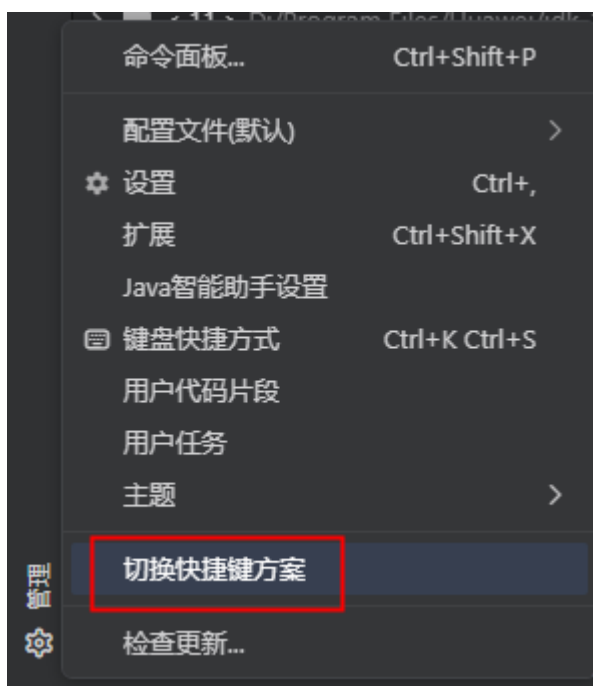 命令面板... Ctrl+Shift+P
配置文件(默认)
设置 Ctrl+,
扩展 Ctrl+Shift+X
Java智能助手设置
键盘快捷方式 Ctrl+K Ctrl+S
用户代码片段
用户任务
主题
切换快捷键方案
管理
检查更新...